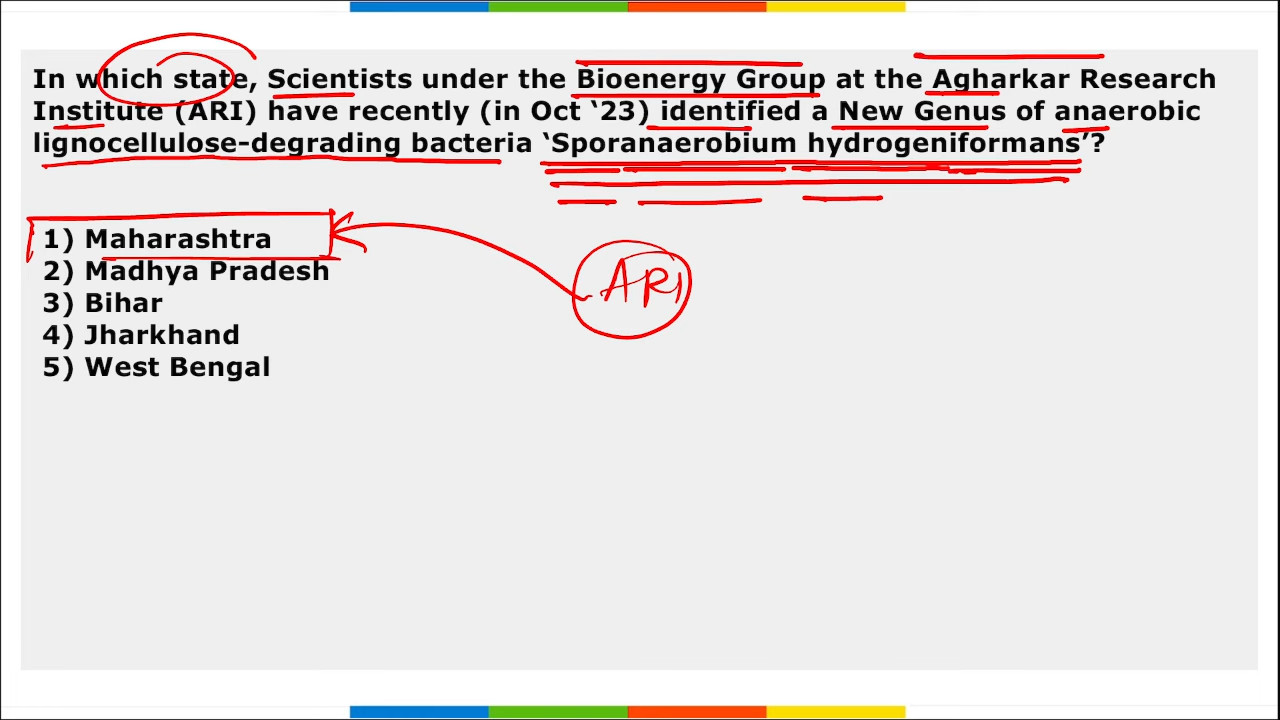 In which state, Scientists under the Bioenergy Group at the Agharkar Research
Institute (ARI) have recently (in Oct ‘23) identified a New Genus of anaerobic
lignocellulose-degrading bacteria ‘Sporanaerobium hydrogeniformans’?
1) Maharashtra
2) Madhya Pradesh
ARI
3) Bihar
4) Jharkhand
5) West Bengal